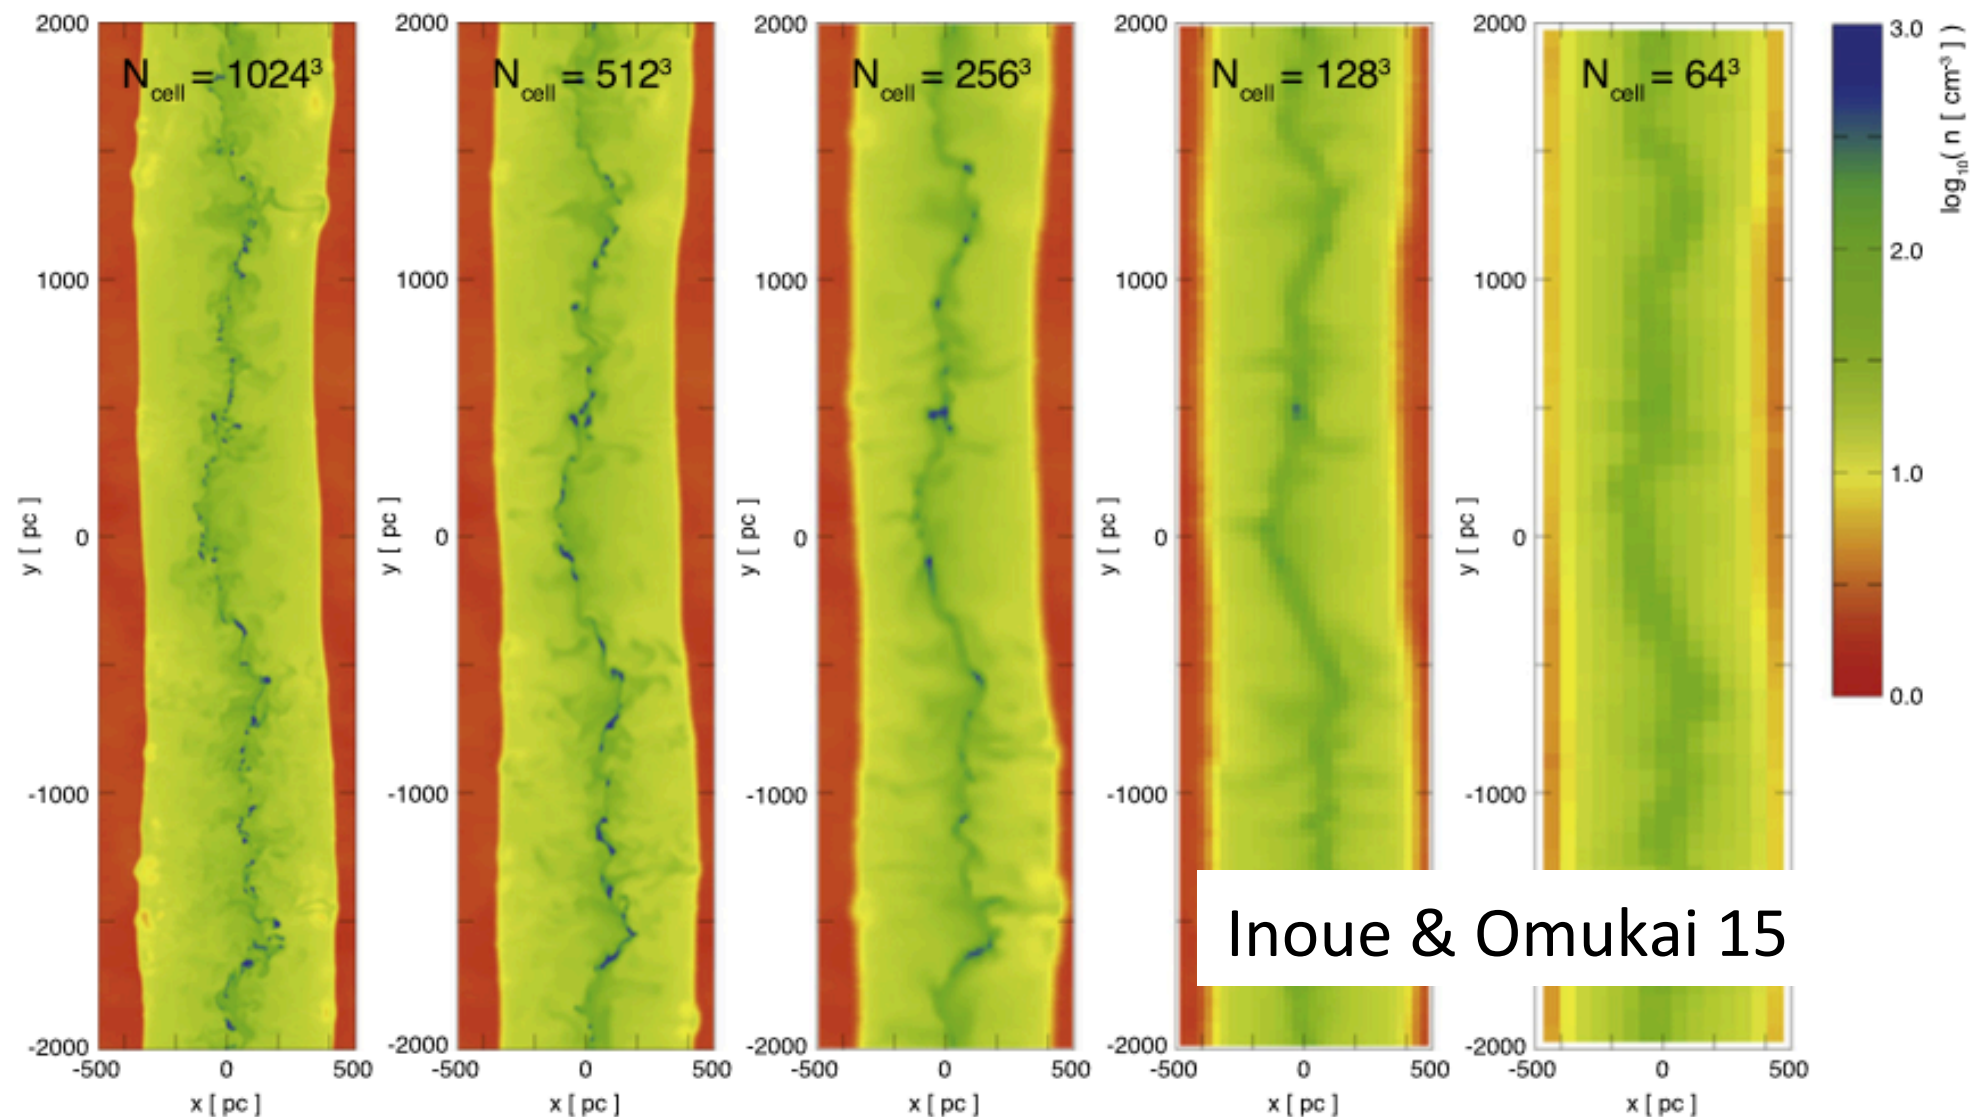 N_cell = 1024³
N_cell = 512³
N_cell = 256³
N_cell = 128³
N_cell = 64³
2000
1000
0
-1000
-2000
y [ pc ]
-500 0 500
x [ pc ]
2000
1000
0
-1000
-2000
y [ pc ]
-500 0 500
x [ pc ]
2000
1000
0
-1000
-2000
y [ pc ]
-500 0 500
x [ pc ]
2000
1000
0
-1000
-2000
y [ pc ]
-500 0 500
x [ pc ]
2000
1000
0
-1000
-2000
y [ pc ]
-500 0 500
x [ pc ]
3.0
2.0
1.0
0.0
log₁₀( n [ cm⁻³ ] )
Inoue & Omukai 15